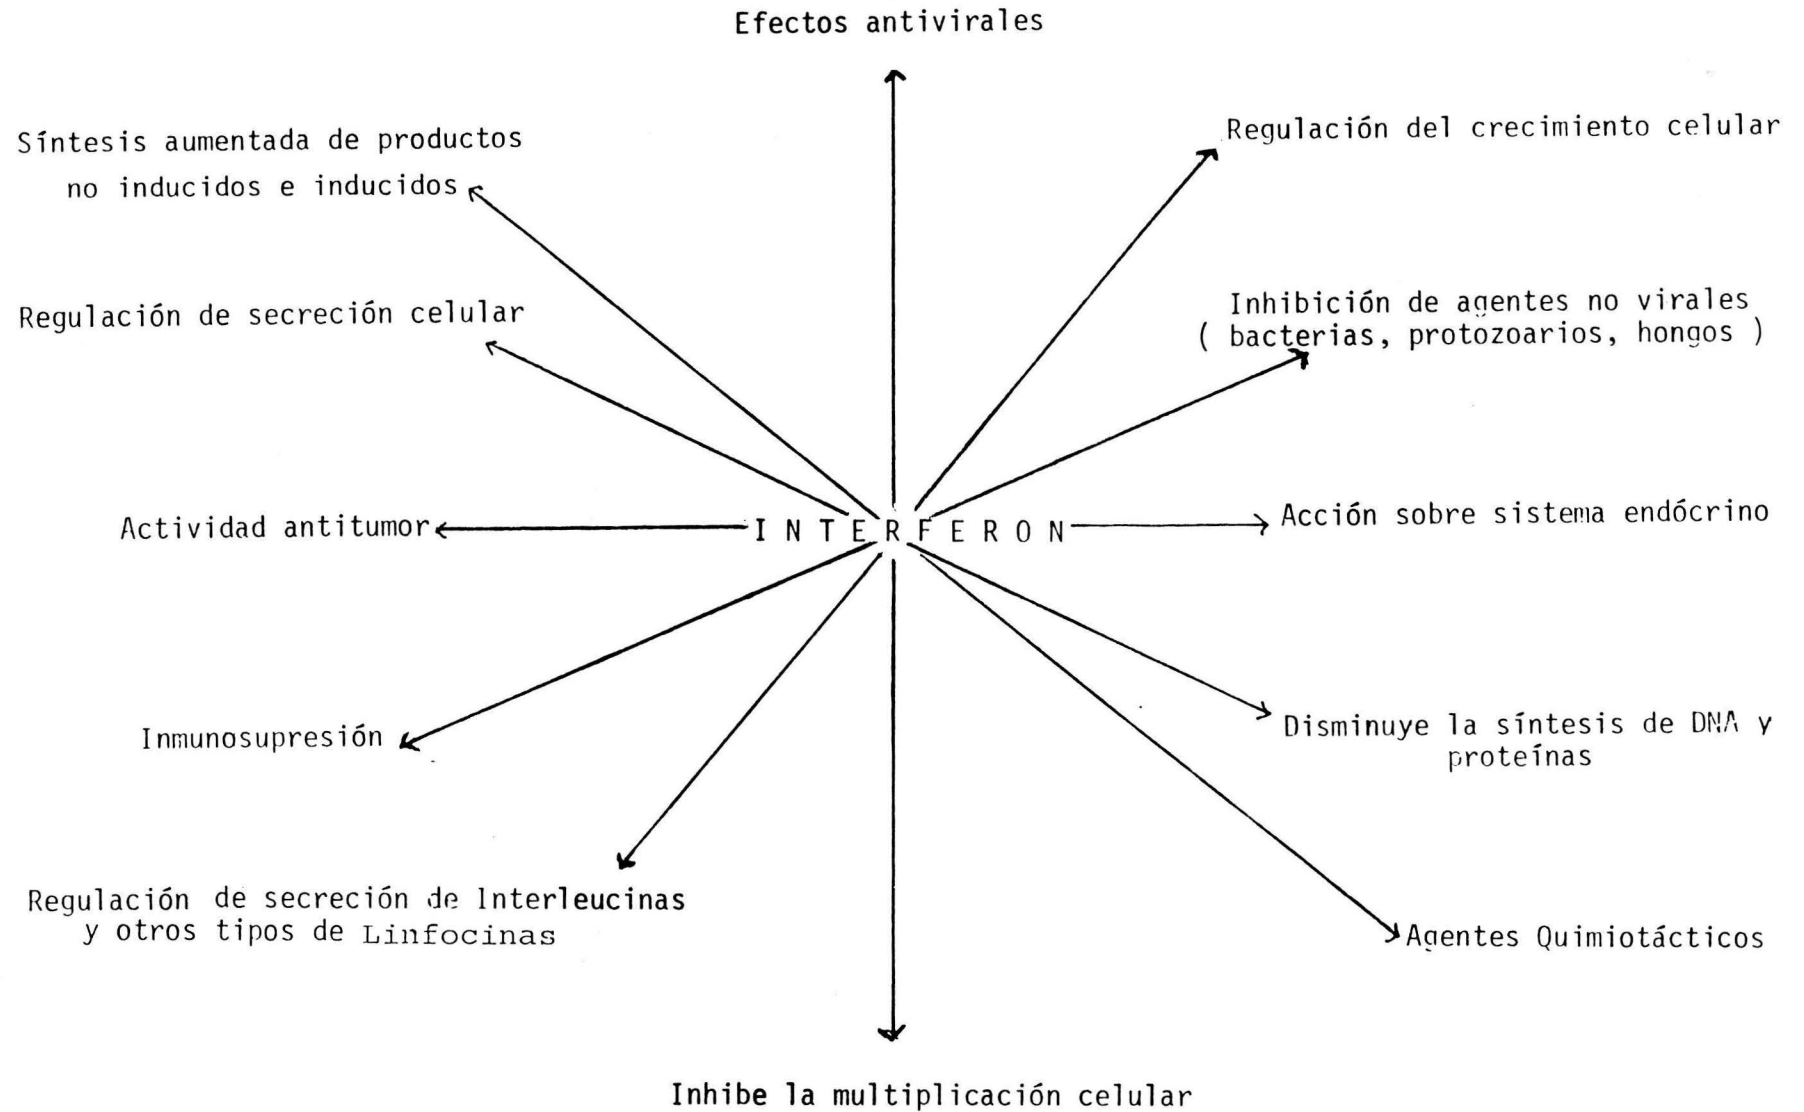 Efectos antivirales
Síntesis aumentada de productos
no inducidos e inducidos
Regulación del crecimiento celular
Regulación de secreción celular
Inhibición de agentes no virales
( bacterias, protozoarios, hongos )
Actividad antitumor
INTERFERON
Acción sobre sistema endócrino
Inmunosupresión
Disminuye la síntesis de DNA y
proteínas
Regulación de secreción de Interleucinas
y otros tipos de Linfocinas
Agentes Quimiotácticos
Inhibe la multiplicación celular